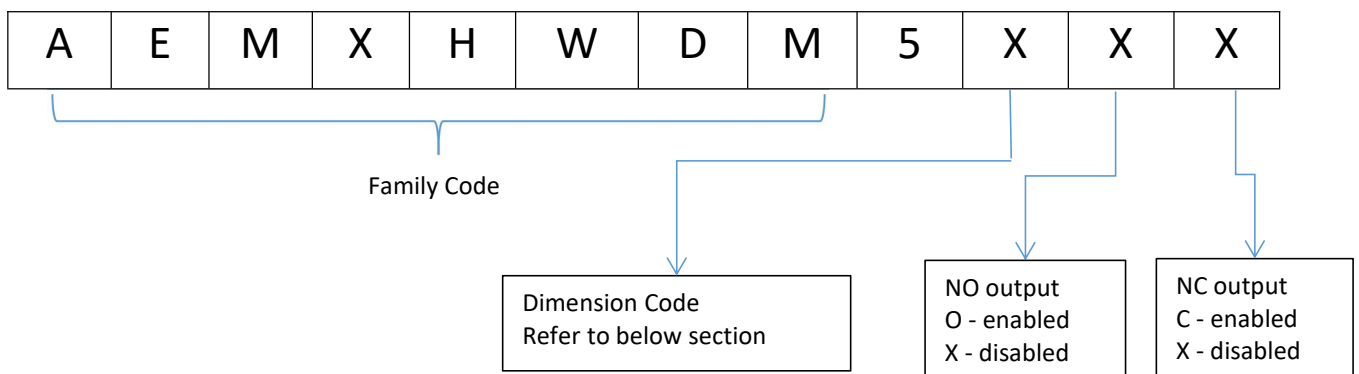 A E M X H W D M 5 X X X
Family Code
Dimension Code
Refer to below section
NO output
O - enabled
X - disabled
NC output
C - enabled
X - disabled